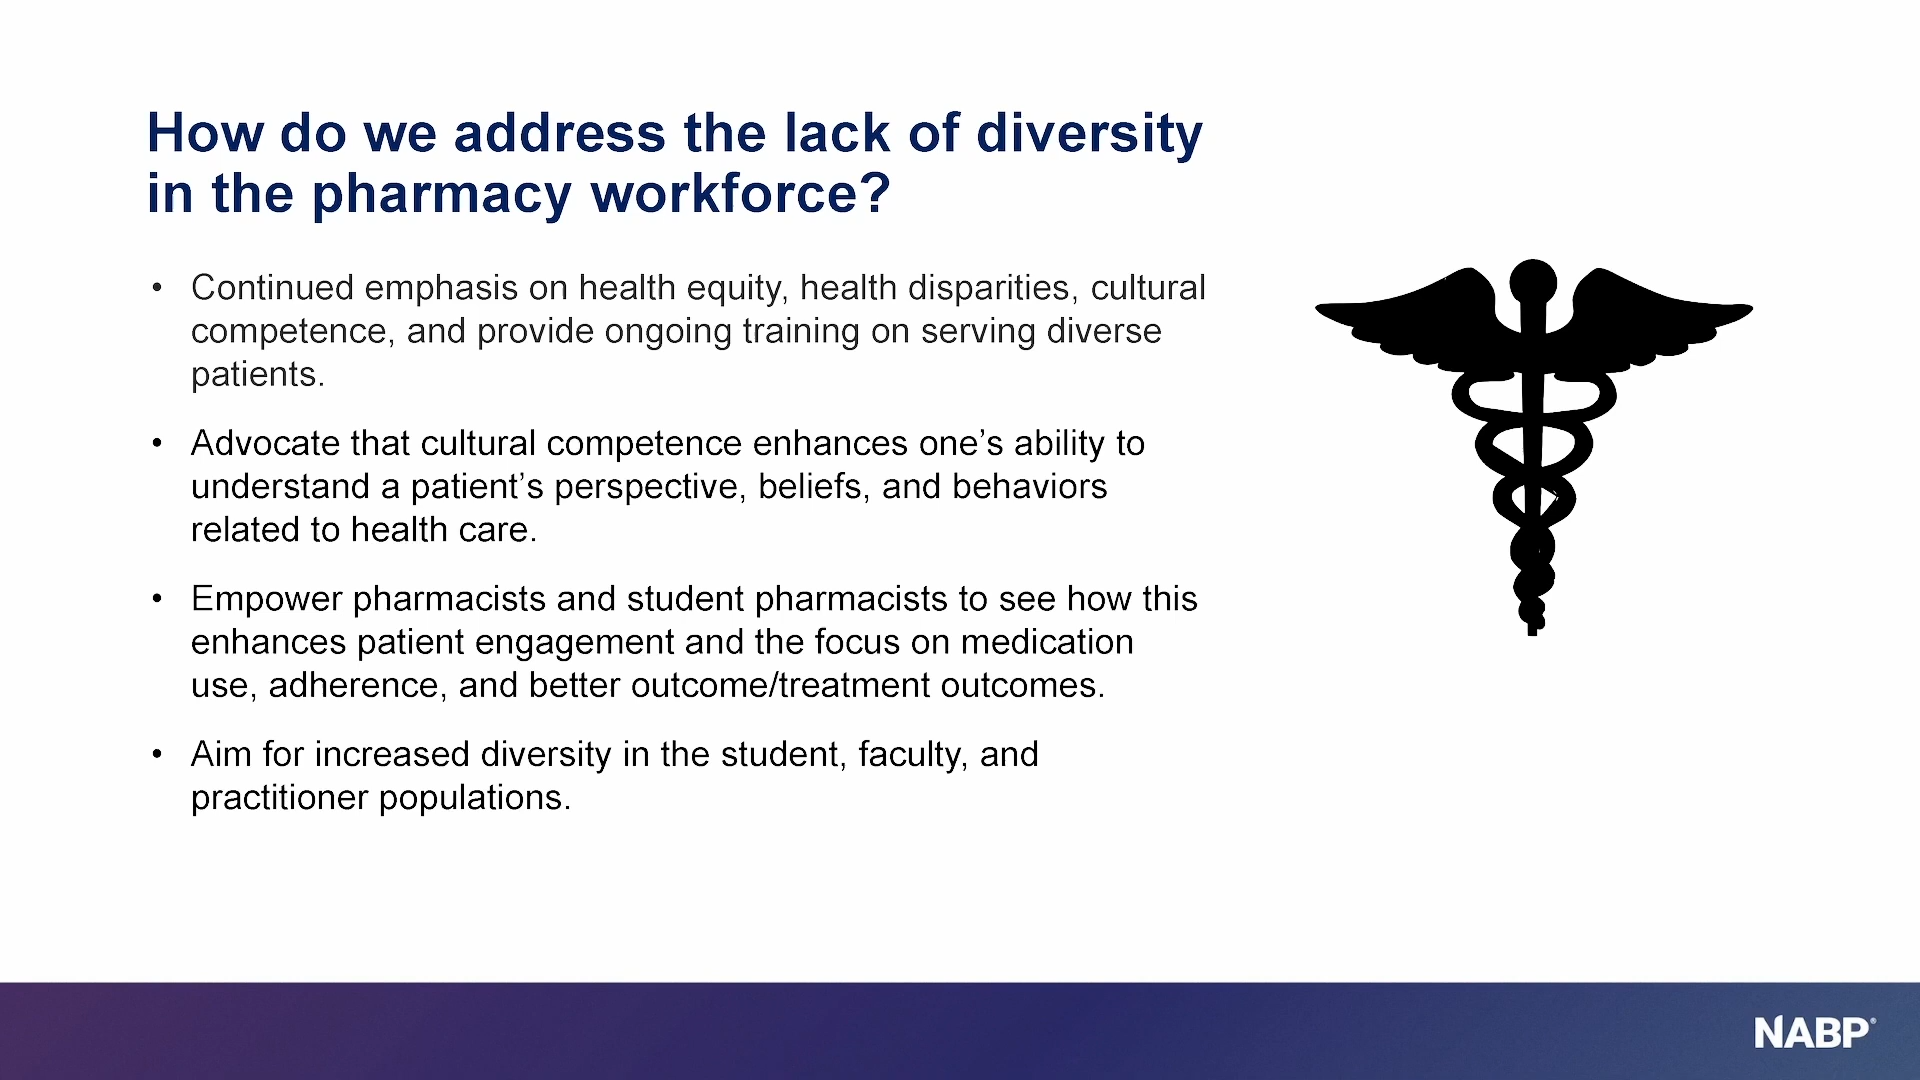 How do we address the lack of diversity
in the pharmacy workforce?
• Continued emphasis on health equity, health disparities, cultural
competence, and provide ongoing training on serving diverse
patients.
• Advocate that cultural competence enhances one’s ability to
understand a patient’s perspective, beliefs, and behaviors
related to health care.
• Empower pharmacists and student pharmacists to see how this
enhances patient engagement and the focus on medication
use, adherence, and better outcome/treatment outcomes.
• Aim for increased diversity in the student, faculty, and
practitioner populations.
NABP®